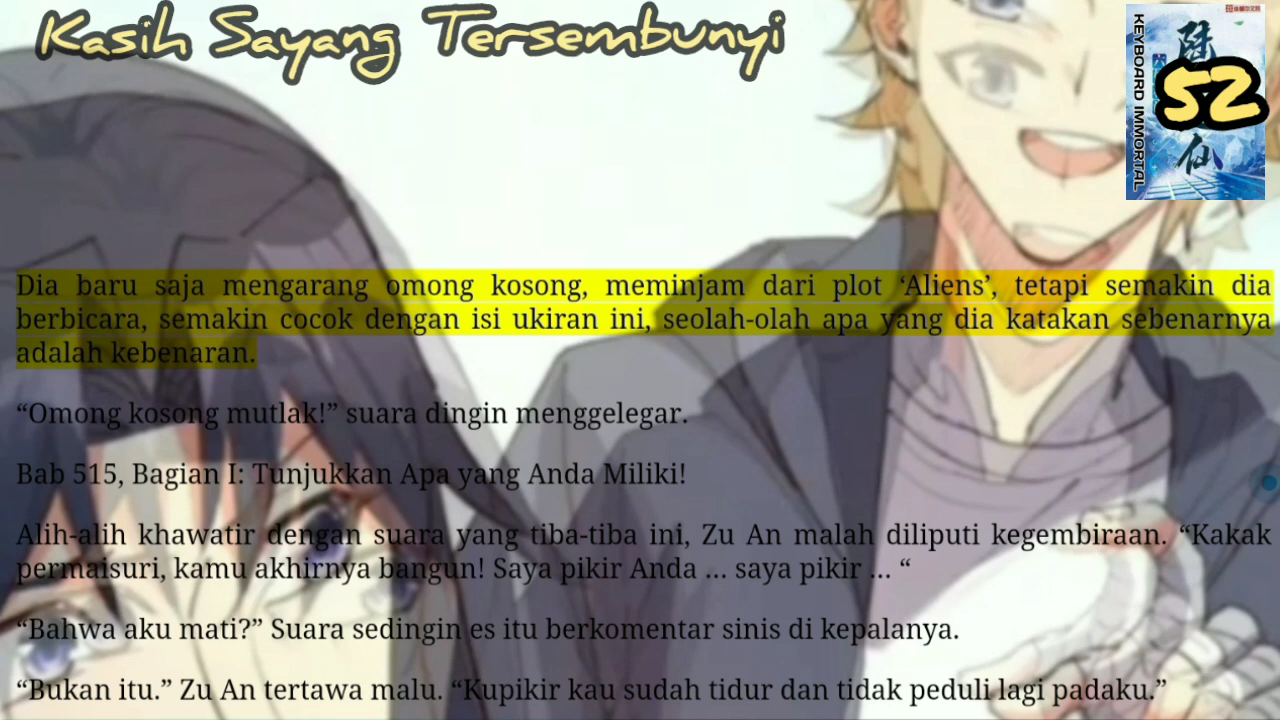 Kasih Sayang Tersembunyi
KEYBOARD IMMORTAL
52
仙
Dia baru saja mengarang omong kosong, meminjam dari plot ‘Aliens’, tetapi semakin dia
berbicara, semakin cocok dengan isi ukiran ini, seolah-olah apa yang dia katakan sebenarnya
adalah kebenaran.
“Omong kosong mutlak!” suara dingin menggelegar.
Bab 515, Bagian I: Tunjukkan Apa yang Anda Miliki!
Alih-alih khawatir dengan suara yang tiba-tiba ini, Zu An malah diliputi kegembiraan. “Kakak
permaisuri, kamu akhirnya bangun! Saya pikir Anda ... saya pikir ... “
“Bahwa aku mati?” Suara sedingin es itu berkomentar sinis di kepalanya.
“Bukan itu.” Zu An tertawa malu. “Kupikir kau sudah tidur dan tidak peduli lagi padaku.”